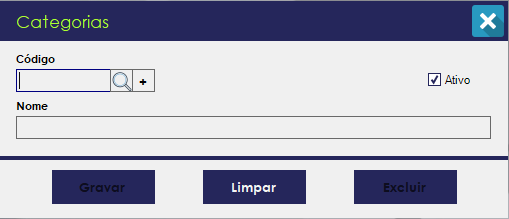 Categorias
Código
+
Ativo
Nome
Gravar Limpar Excluir